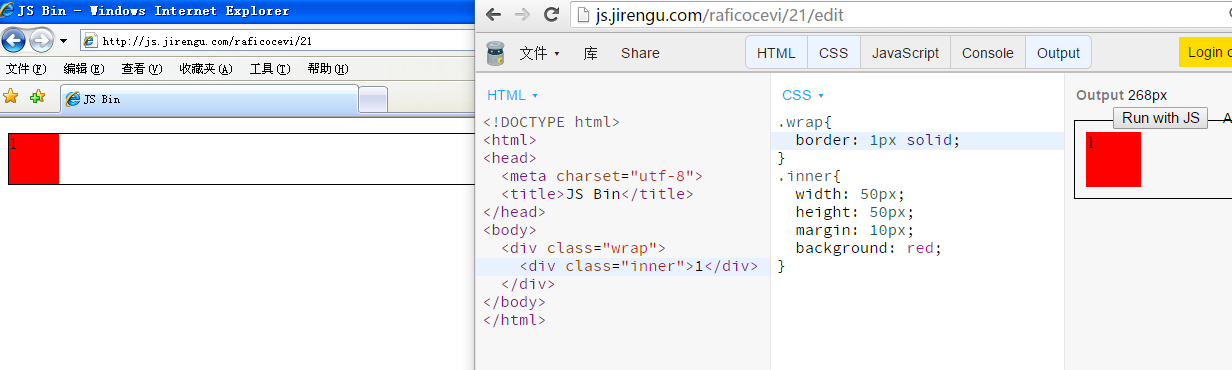 JS Bin - Windows Internet Explorer
http://js.jirengu.com/raficocevi/21
文件(F) 编辑(E) 查看(V) 收藏夹(A) 工具(T) 帮助(H)
JS Bin
1
js.jirengu.com/raficocevi/21/edit
文件 库 Share HTML CSS JavaScript Console Output Login
HTML
<!DOCTYPE html>
<html>
<head>
<meta charset="utf-8">
<title>JS Bin</title>
</head>
<body>
<div class="wrap">
<div class="inner">1</div>
</div>
</body>
</html>
CSS
.wrap{
border: 1px solid;
}
.inner{
width: 50px;
height: 50px;
margin: 10px;
background: red;
}
Output 268px
Run with JS A
1